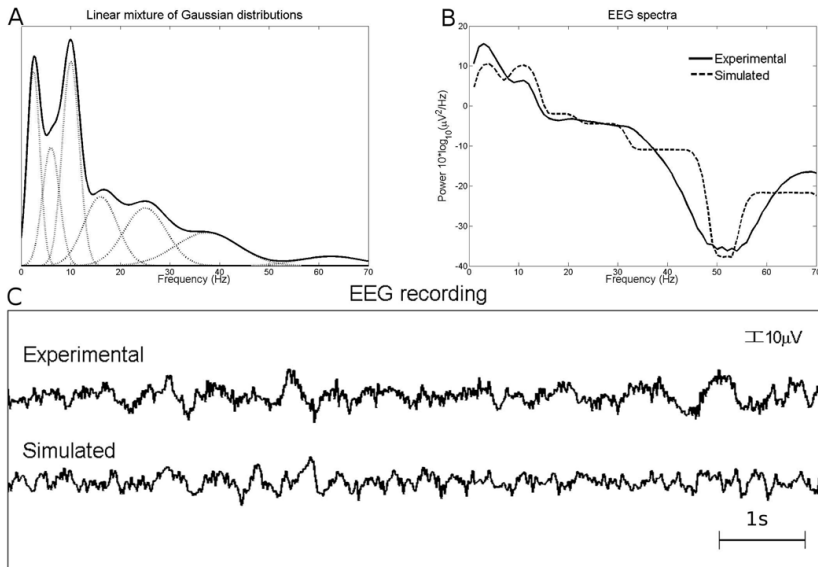 A
Linear mixture of Gaussian distributions
0 10 20 30 40 50 60 70
Frequency (Hz)
B
EEG spectra
Experimental
Simulated
Power 10*log10(μV²/Hz)
20
10
0
-10
-20
-30
-40
0 10 20 30 40 50 60 70
Frequency (Hz)
C
EEG recording
10μV
Experimental
Simulated
1s